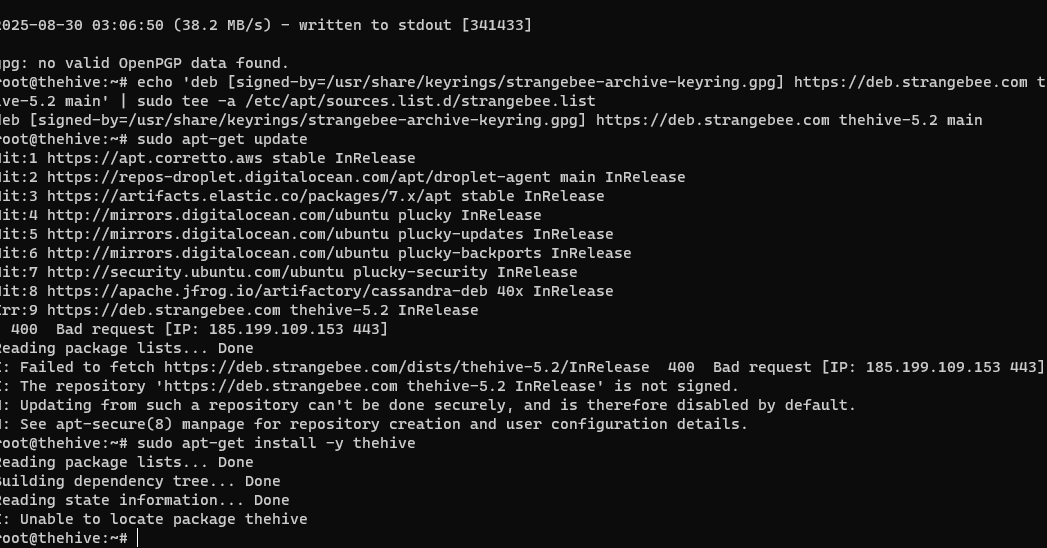 2025-08-30 03:06:50 (38.2 MB/s) - written to stdout [341433]
gpg: no valid OpenPGP data found.
root@thehive:~# echo 'deb [signed-by=/usr/share/keyrings/strangebee-archive-keyring.gpg] https://deb.strangebee.com t
ive-5.2 main' | sudo tee -a /etc/apt/sources.list.d/strangebee.list
deb [signed-by=/usr/share/keyrings/strangebee-archive-keyring.gpg] https://deb.strangebee.com thehive-5.2 main
root@thehive:~# sudo apt-get update
Hit:1 https://apt.corretto.aws stable InRelease
Hit:2 https://repos-droplet.digitalocean.com/apt/droplet-agent main InRelease
Hit:3 https://artifacts.elastic.co/packages/7.x/apt stable InRelease
Hit:4 http://mirrors.digitalocean.com/ubuntu plucky InRelease
Hit:5 http://mirrors.digitalocean.com/ubuntu plucky-updates InRelease
Hit:6 http://mirrors.digitalocean.com/ubuntu plucky-backports InRelease
Hit:7 http://security.ubuntu.com/ubuntu plucky-security InRelease
Hit:8 https://apache.jfrog.io/artifactory/cassandra-deb 40x InRelease
Err:9 https://deb.strangebee.com thehive-5.2 InRelease
400  Bad request [IP: 185.199.109.153 443]
Reading package lists... Done
E: Failed to fetch https://deb.strangebee.com/dists/thehive-5.2/InRelease  400  Bad request [IP: 185.199.109.153 443]
E: The repository 'https://deb.strangebee.com thehive-5.2 InRelease' is not signed.
N: Updating from such a repository can't be done securely, and is therefore disabled by default.
N: See apt-secure(8) manpage for repository creation and user configuration details.
root@thehive:~# sudo apt-get install -y thehive
Reading package lists... Done
Building dependency tree... Done
Reading state information... Done
E: Unable to locate package thehive
root@thehive:~#